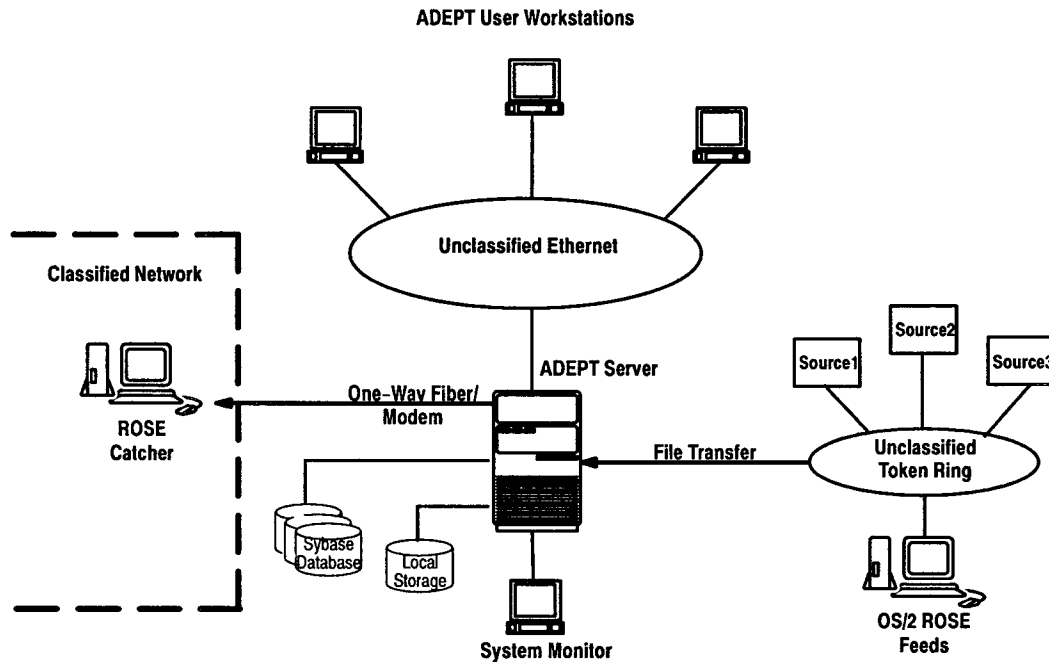 ADEPT User Workstations
Unclassified Ethernet
Classified Network
ROSE
Catcher
One-Way Fiber/
Modem
ADEPT Server
Source1
Source2
Source3
File Transfer
Unclassified
Token Ring
Sybase
Database
Local
Storage
System Monitor
OS/2 ROSE
Feeds